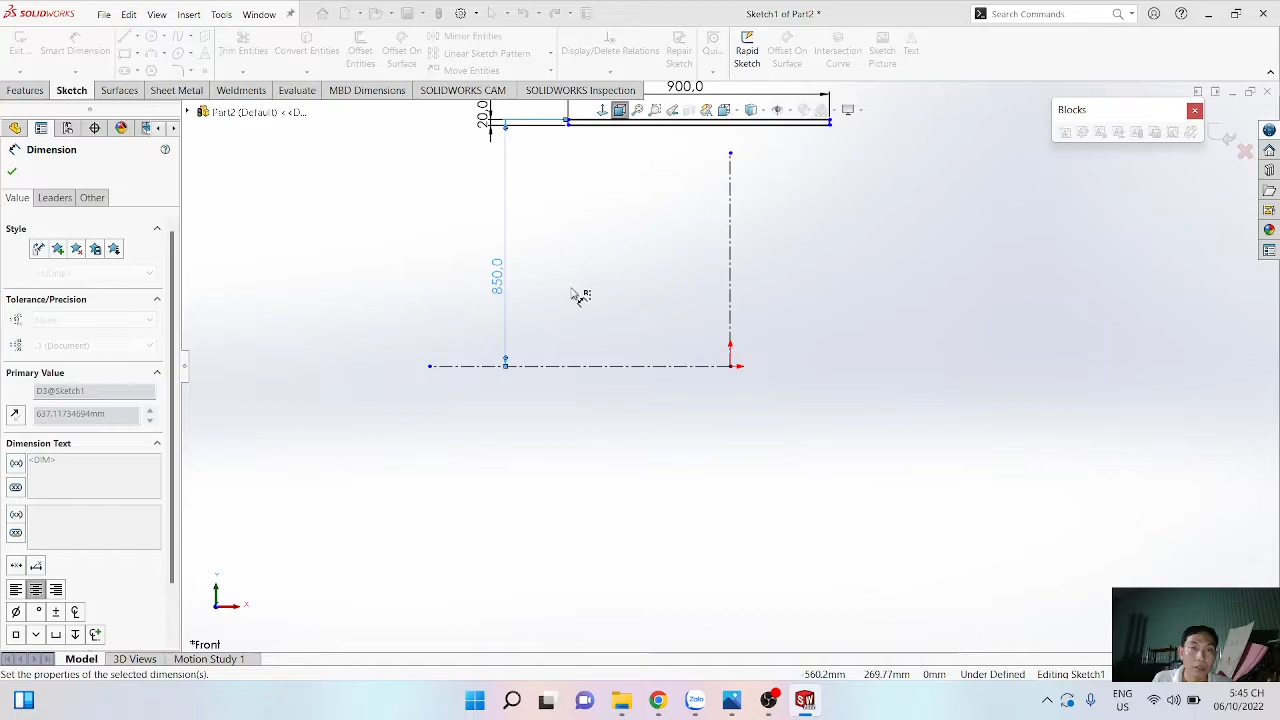 SOLIDWORKS
File Edit View Insert Tools Window
Sketch1 of Part2 *
Search Commands
Exit ...
Smart Dimension
Trim Entities
Convert Entities
Offset Entities
Offset On Surface
Mirror Entities
Linear Sketch Pattern
Move Entities
Display/Delete Relations
Repair Sketch
Qui...
Rapid Sketch
Offset On Surface
Intersection Curve
Sketch Picture
Text
Features Sketch Surfaces Sheet Metal Weldments Evaluate MBD Dimensions SOLIDWORKS CAM SOLIDWORKS Inspection
900,0
20,0
Part2 (Default) < <D...
Blocks
Dimension
Value Leaders Other
Style
<NONE>
Tolerance/Precision
None
.1 (Document)
Primary Value
D3@Sketch1
637.11734694mm
Dimension Text
<DIM>
850,0
Y
X
*Front
Model 3D Views Motion Study 1
Set the properties of the selected dimension(s).
560.2mm 269.77mm 0mm Under Defined Editing Sketch1
ENG
US
5:45 CH
06/10/2022